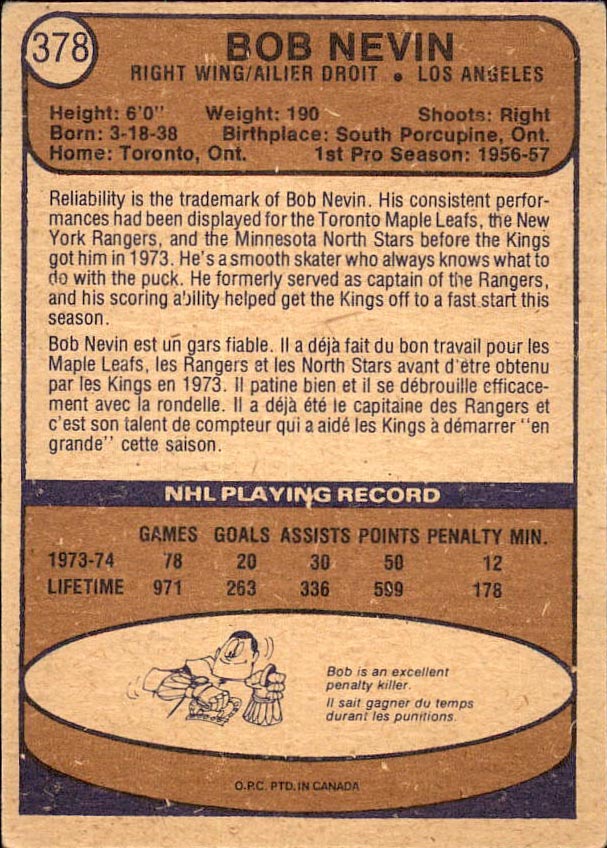 378
BOB NEVIN
RIGHT WING/AILIER DROIT • LOS ANGELES
Height: 6'0" Weight: 190 Shoots: Right
Born: 3-18-38 Birthplace: South Porcupine, Ont.
Home: Toronto, Ont. 1st Pro Season: 1956-57
Reliability is the trademark of Bob Nevin. His consistent perfor-
mances had been displayed for the Toronto Maple Leafs, the New
York Rangers, and the Minnesota North Stars before the Kings
got him in 1973. He's a smooth skater who always knows what to
do with the puck. He formerly served as captain of the Rangers,
and his scoring ability helped get the Kings off to a fast start this
season.
Bob Nevin est un gars fiable. Il a déjà fait du bon travail pour les
Maple Leafs, les Rangers et les North Stars avant d'être obtenu
par les Kings en 1973. Il patine bien et il se débrouille efficace-
ment avec la rondelle. Il a déjà été le capitaine des Rangers et
c'est son talent de compteur qui a aidé les Kings à démarrer "en
grande" cette saison.
NHL PLAYING RECORD
GAMES GOALS ASSISTS POINTS PENALTY MIN.
1973-74 78 20 30 50 12
LIFETIME 971 263 336 599 178
Bob is an excellent
penalty killer.
Il sait gagner du temps
durant les punitions.
O.P.C. PTD. IN CANADA